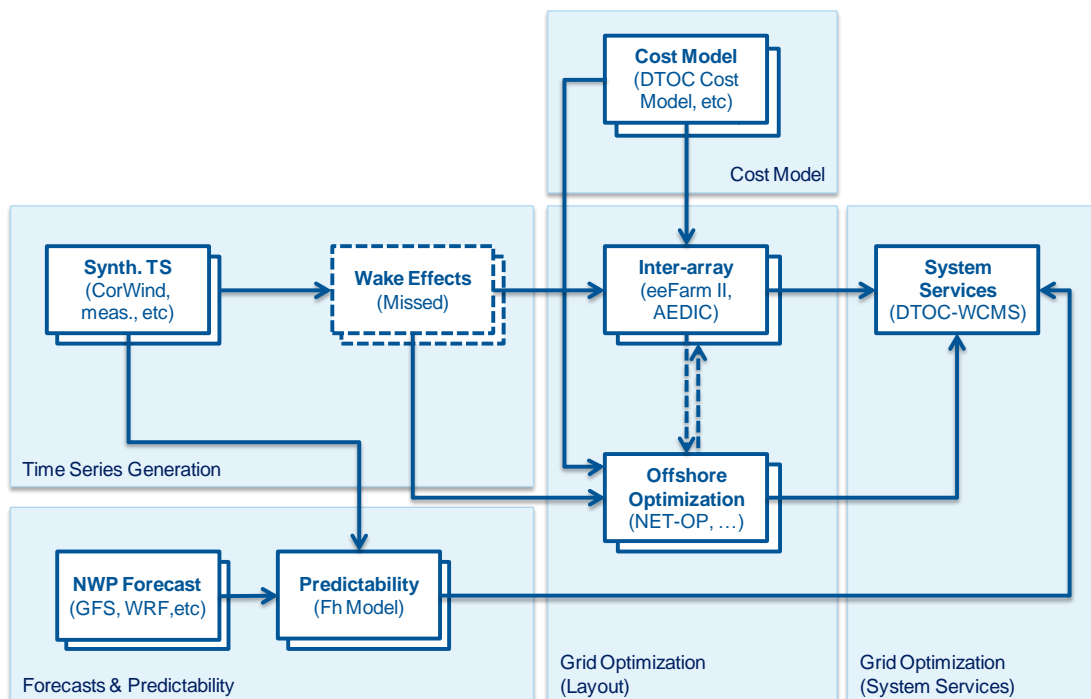 Cost Model
(DTOC Cost
Model, etc)
Cost Model
Synth. TS
(CorWind,
meas., etc)
Wake Effects
(Missed)
Inter-array
(eeFarm II,
AEDIC)
System
Services
(DTOC-WCMS)
Time Series Generation
Offshore
Optimization
(NET-OP, …)
NWP Forecast
(GFS, WRF,etc)
Predictability
(Fh Model)
Forecasts & Predictability
Grid Optimization
(Layout)
Grid Optimization
(System Services)